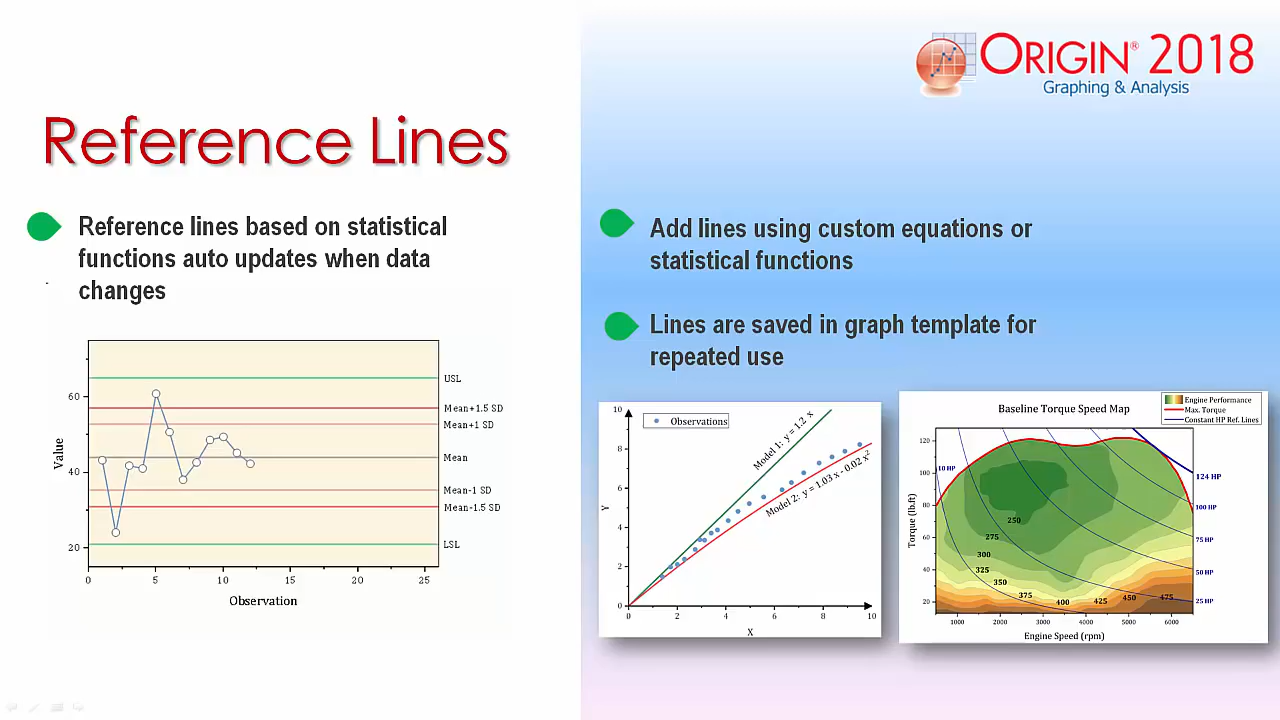 ORIGIN® 2018
Graphing & Analysis
Reference Lines
Reference lines based on statistical
functions auto updates when data
changes
Add lines using custom equations or
statistical functions
Lines are saved in graph template for
repeated use
USL
Mean+1.5 SD
Mean+1 SD
Mean
Mean-1 SD
Mean-1.5 SD
LSL
60
40
20
Value
0
5
10
15
20
25
Observation
Observations
Model 1: y = 1.2 x
Model 2: y = 1.03 x - 0.02 x²
10
8
6
4
2
0
Y
0
2
4
6
8
10
X
Baseline Torque Speed Map
Engine Performance
Max. Torque
Constant HP Ref. Lines
120
100
80
60
40
20
Torque (lb.ft)
10 HP
124 HP
100 HP
75 HP
50 HP
25 HP
250
275
300
325
350
375
400
425
450
475
1000
2000
3000
4000
5000
6000
Engine Speed (rpm)